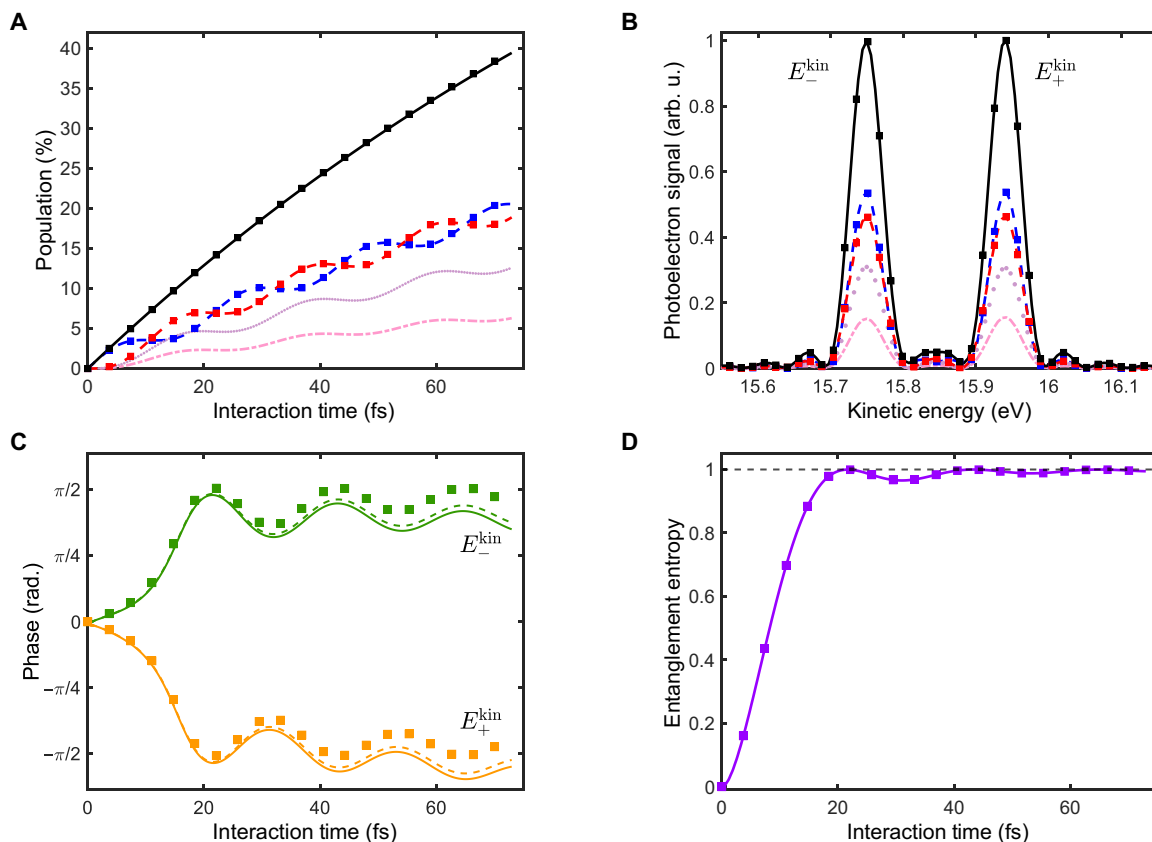 A
Population (%)
40
35
30
25
20
15
10
5
0
0 20 40 60
Interaction time (fs)
B
Photoelectron signal (arb. u.)
1
0.8
0.6
0.4
0.2
0
E_-^kin
E_+^kin
15.6 15.7 15.8 15.9 16 16.1
Kinetic energy (eV)
C
Phase (rad.)
π/2
π/4
0
−π/4
−π/2
E_-^kin
E_+^kin
0 20 40 60
Interaction time (fs)
D
Entanglement entropy
1
0.8
0.6
0.4
0.2
0
0 20 40 60
Interaction time (fs)